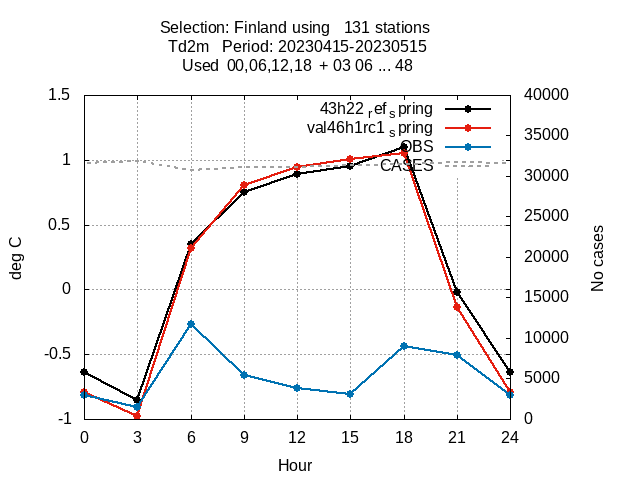 Selection: Finland using 131 stations
Td2m Period: 20230415-20230515
Used 00,06,12,18 + 03 06 ... 48
43h22 ref_spring
val46h1rc1_spring
OBS
CASES
deg C
1.5
1
0.5
0
-0.5
-1
No cases
40000
35000
30000
25000
20000
15000
10000
5000
0
0 3 6 9 12 15 18 21 24
Hour